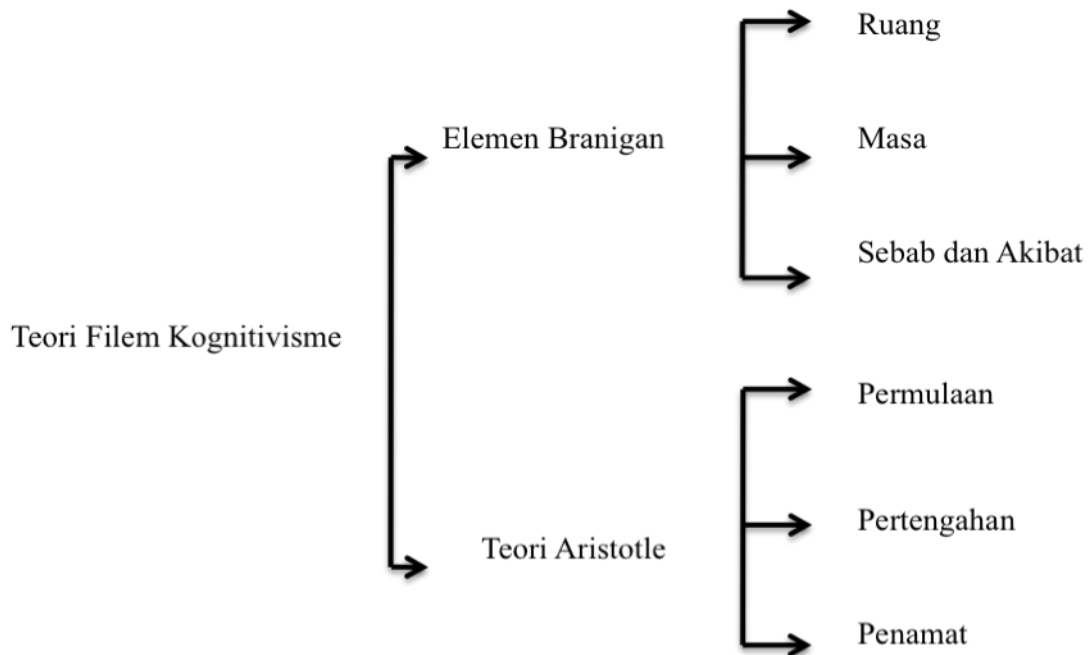 Teori Filem Kognitivisme
Elemen Branigan
Ruang
Masa
Sebab dan Akibat
Teori Aristotle
Permulaan
Pertengahan
Penamat